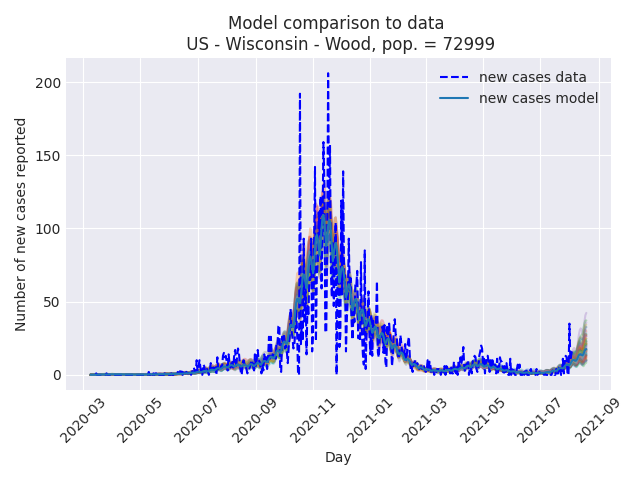 Model comparison to data
US - Wisconsin - Wood, pop. = 72999
new cases data
new cases model
Number of new cases reported
200
150
100
50
0
2020-03
2020-05
2020-07
2020-09
2020-11
2021-01
2021-03
2021-05
2021-07
2021-09
Day